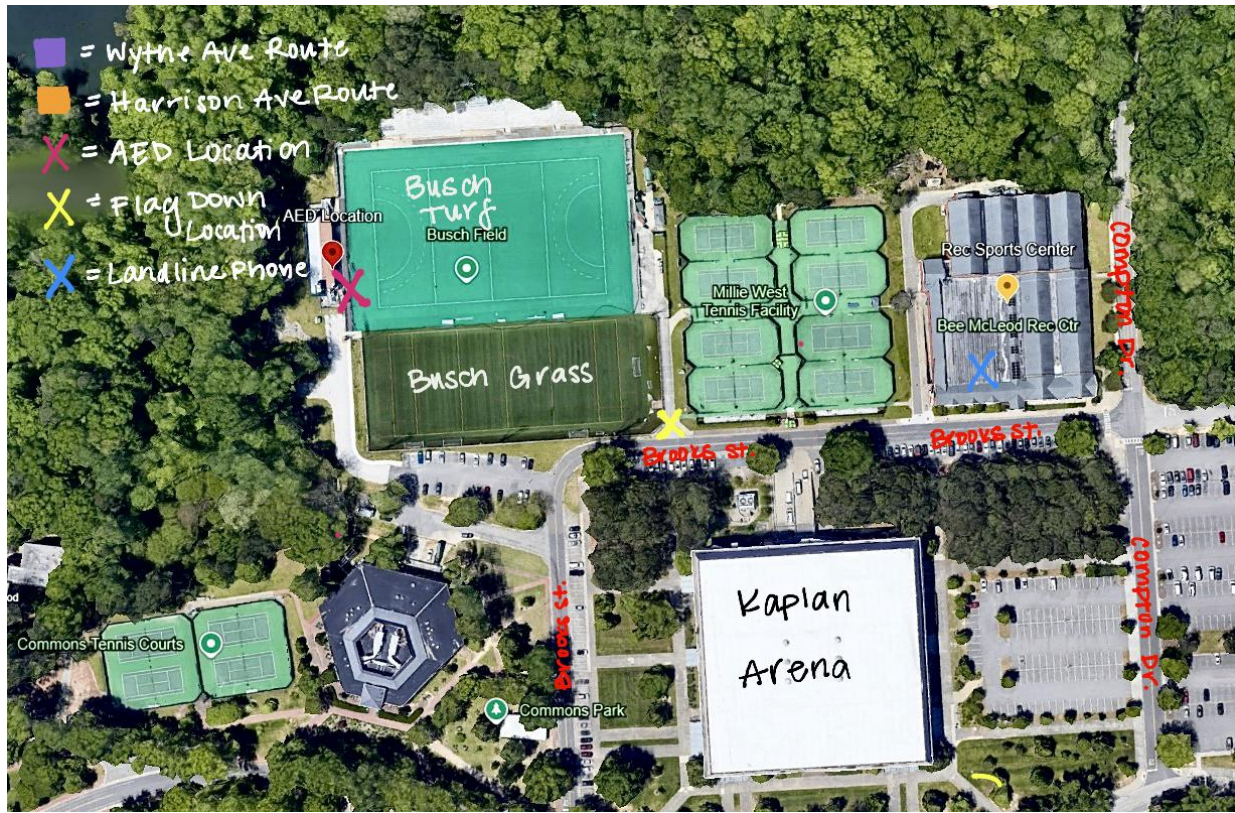 = Wythe Ave Route
= Harrison Ave Route
X = AED Location
X = Flag Down
Location
X = Landline Phone
AED Location
Busch
Turf
Busch Field
Busch Grass
Millie West
Tennis Facility
Rec Sports Center
Bee McLeod Rec Ctr
Compton Dr.
Brooks St.
Brooks St.
Brooks St.
Compton Dr.
Kaplan
Arena
Commons Tennis Courts
Commons Park
od